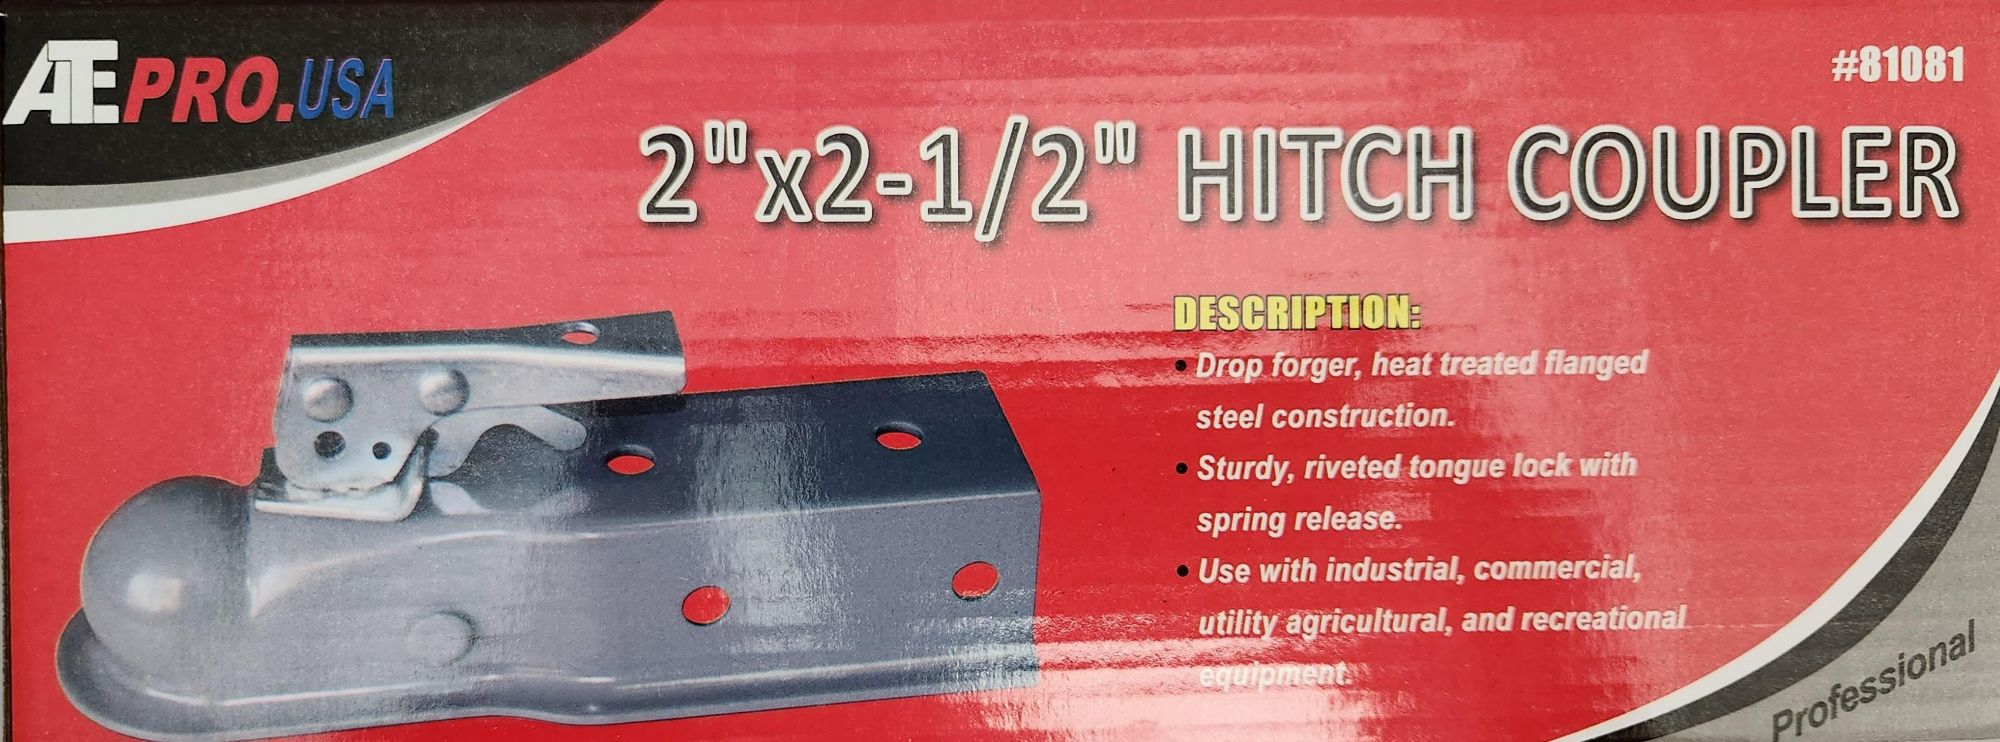 ATEPRO.USA
#81081
2"x2-1/2" HITCH COUPLER
DESCRIPTION:
• Drop forger, heat treated flanged
steel construction.
• Sturdy, riveted tongue lock with
spring release.
• Use with industrial, commercial,
utility agricultural, and recreational
equipment.
Professional